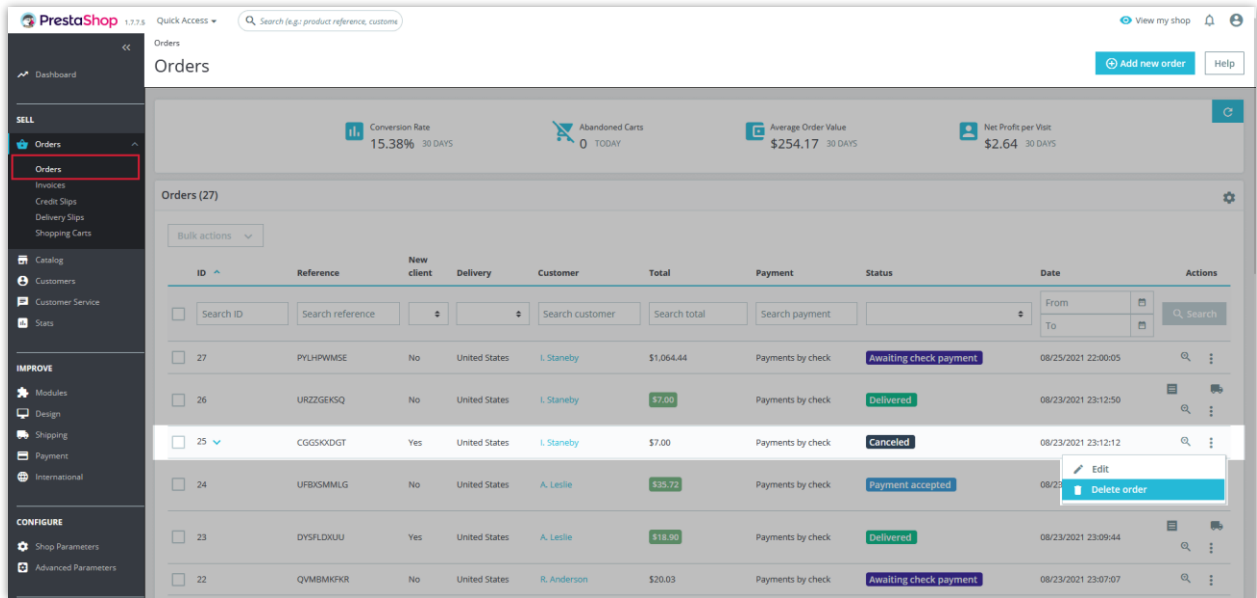 PrestaShop 1.7.7.5 Quick Access Search (e.g.: product reference, custome View my shop
Orders
Orders
Add new order Help
Dashboard
SELL
Orders
Orders
Invoices
Credit Slips
Delivery Slips
Shopping Carts
Catalog
Customers
Customer Service
Stats
IMPROVE
Modules
Design
Shipping
Payment
International
CONFIGURE
Shop Parameters
Advanced Parameters
Conversion Rate
15.38% 30 DAYS
Abandoned Carts
0 TODAY
Average Order Value
$254.17 30 DAYS
Net Profit per Visit
$2.64 30 DAYS
Orders (27)
Bulk actions
ID Reference New client Delivery Customer Total Payment Status Date Actions
Search ID Search reference Search customer Search total Search payment From Search
To
27 PYLHPWMSE No United States I. Staneby $1,064.44 Payments by check Awaiting check payment 08/25/2021 22:00:05
26 URZZGEKSQ No United States I. Staneby $7.00 Payments by check Delivered 08/23/2021 23:12:50
25 CGGSKXDGT Yes United States I. Staneby $7.00 Payments by check Canceled 08/23/2021 23:12:12
Edit
24 UFBXSMMLG No United States A. Leslie $35.72 Payments by check Payment accepted 08/23
Delete order
23 DYSFLDXUU Yes United States A. Leslie $18.90 Payments by check Delivered 08/23/2021 23:09:44
22 QVMBMKFKR No United States R. Anderson $20.03 Payments by check Awaiting check payment 08/23/2021 23:07:07